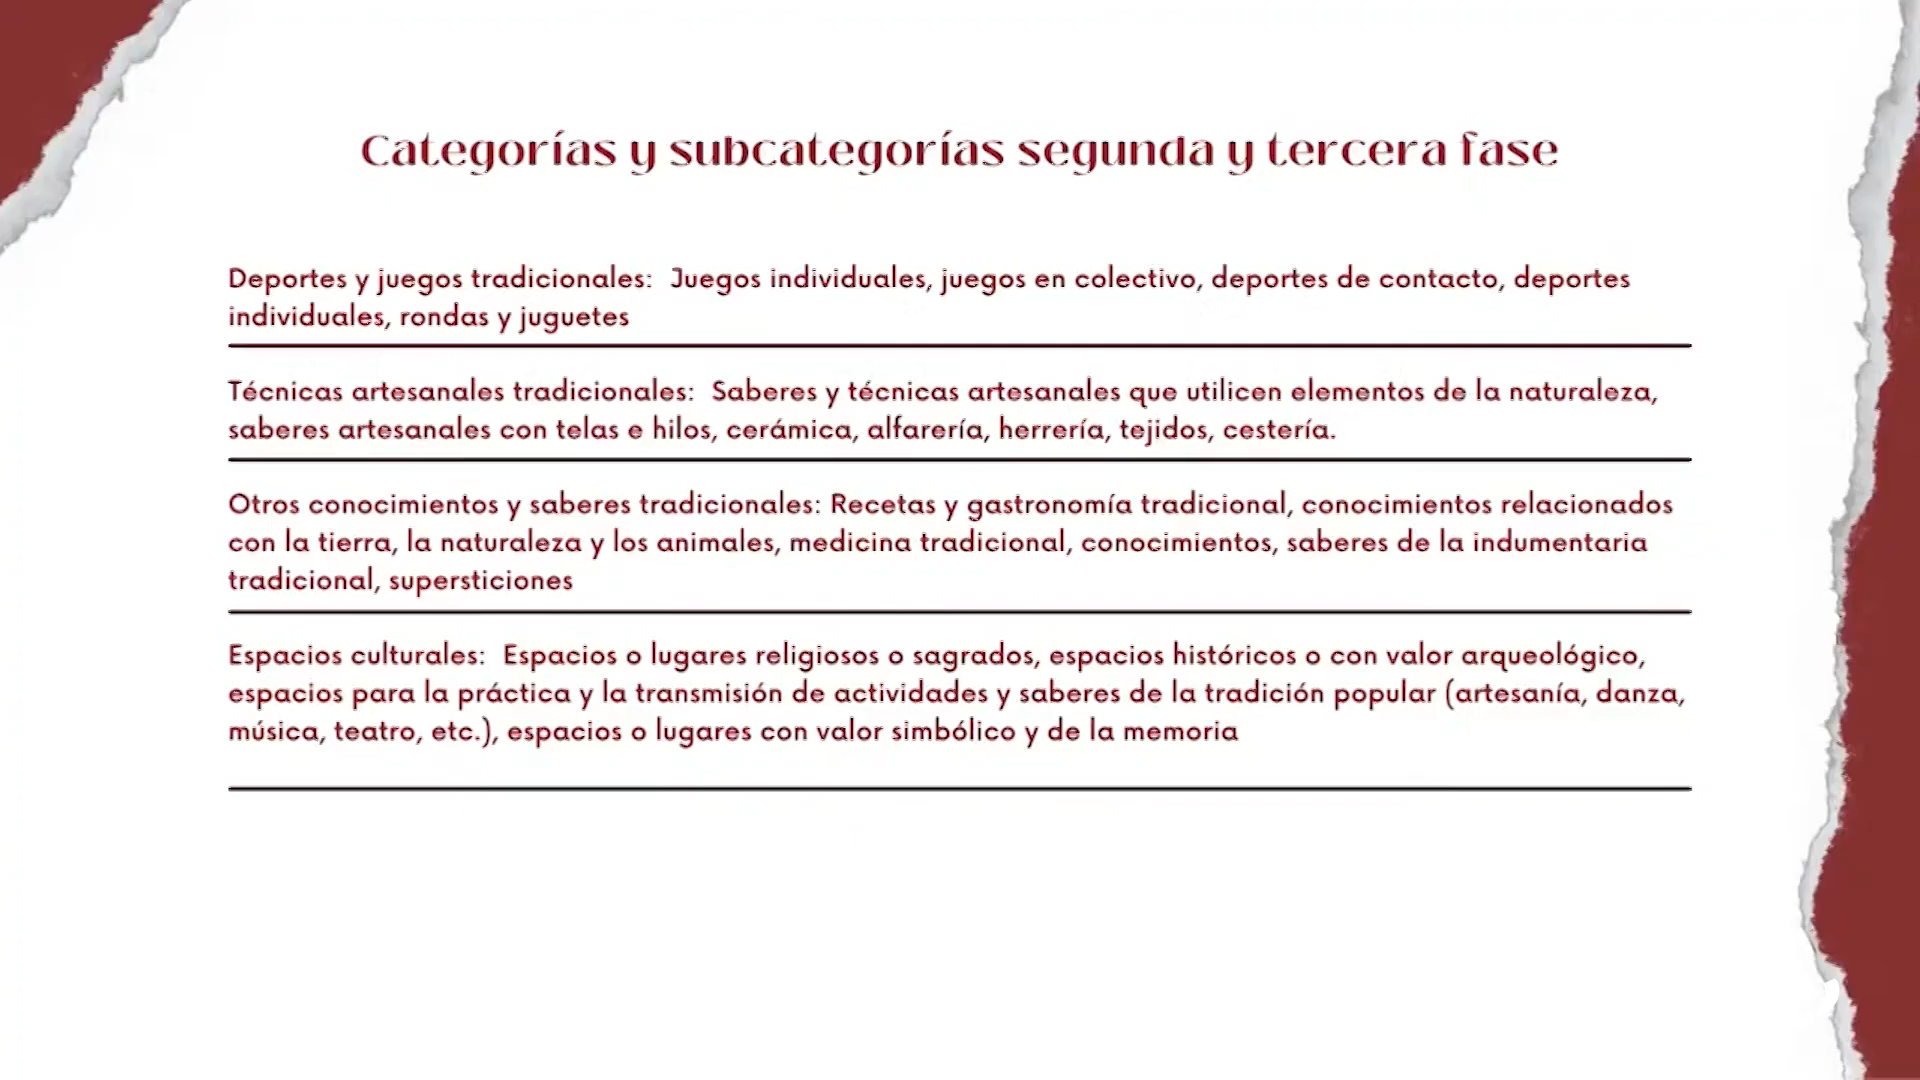 Categorías y subcategorías segunda y tercera fase
Deportes y juegos tradicionales: Juegos individuales, juegos en colectivo, deportes de contacto, deportes
individuales, rondas y juguetes
Técnicas artesanales tradicionales: Saberes y técnicas artesanales que utilicen elementos de la naturaleza,
saberes artesanales con telas e hilos, cerámica, alfarería, herrería, tejidos, cestería.
Otros conocimientos y saberes tradicionales: Recetas y gastronomía tradicional, conocimientos relacionados
con la tierra, la naturaleza y los animales, medicina tradicional, conocimientos, saberes de la indumentaria
tradicional, supersticiones
Espacios culturales: Espacios o lugares religiosos o sagrados, espacios históricos o con valor arqueológico,
espacios para la práctica y la transmisión de actividades y saberes de la tradición popular (artesanía, danza,
música, teatro, etc.), espacios o lugares con valor simbólico y de la memoria